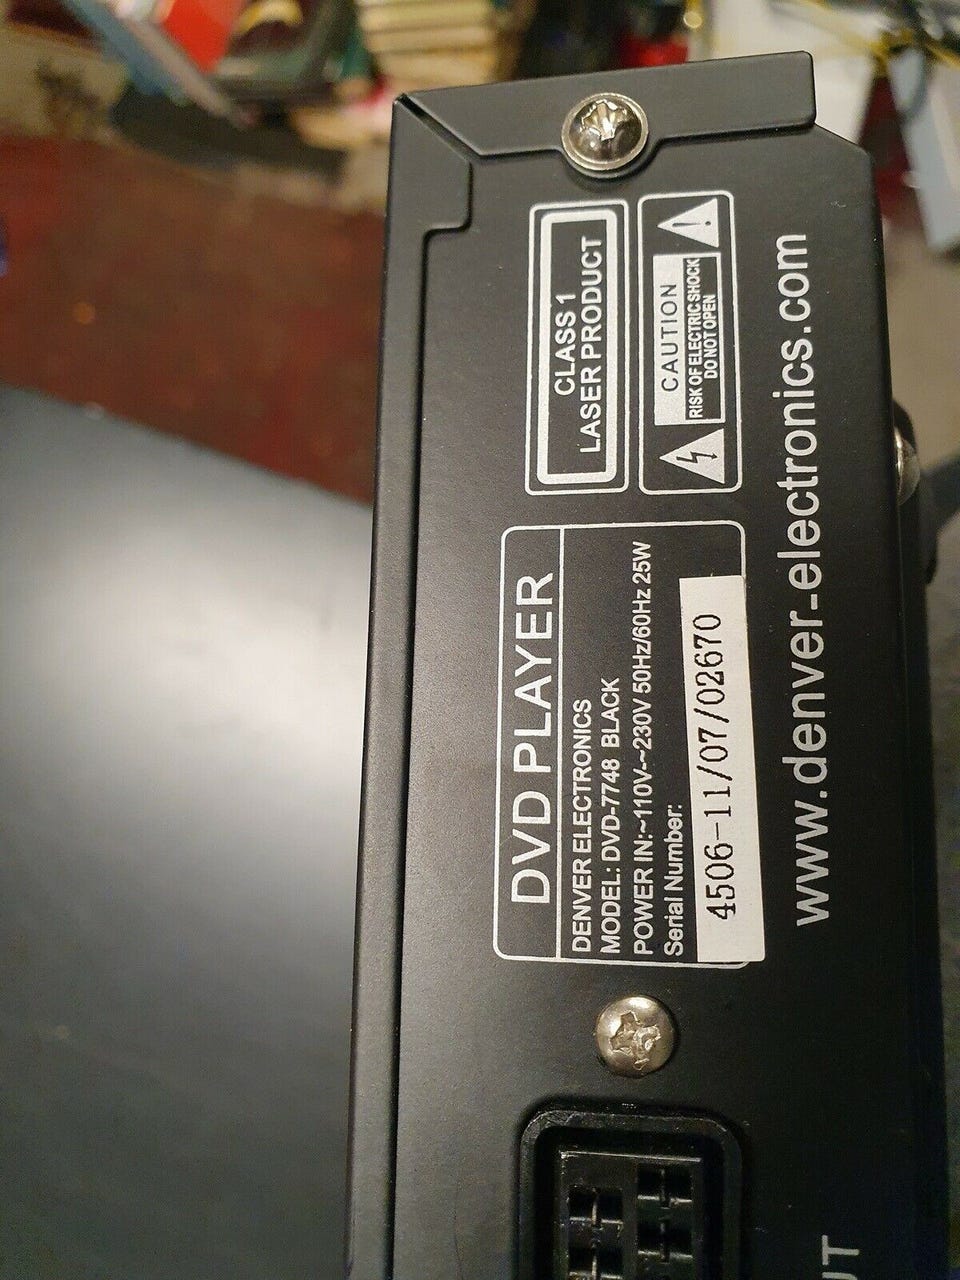 CLASS 1
LASER PRODUCT
CAUTION
RISK OF ELECTRIC SHOCK
DO NOT OPEN
DVD PLAYER
DENVER ELECTRONICS
MODEL: DVD-7748 BLACK
POWER IN:~110V-~230V 50Hz/60Hz 25W
Serial Number:
4506-11/07/02670
www.denver-electronics.com